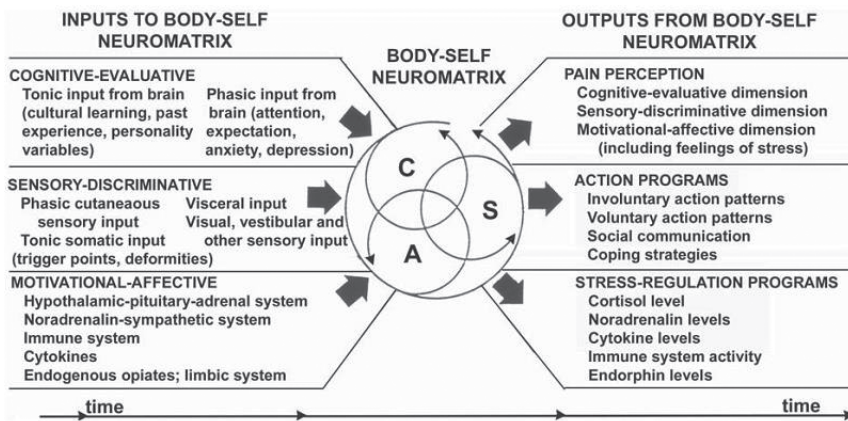 INPUTS TO BODY-SELF
NEUROMATRIX
COGNITIVE-EVALUATIVE
Tonic input from brain
(cultural learning, past
experience, personality
variables)
Phasic input from
brain (attention,
expectation,
anxiety, depression)
SENSORY-DISCRIMINATIVE
Phasic cutaneous
sensory input
Tonic somatic input
(trigger points, deformities)
Visceral input
Visual, vestibular and
other sensory input
MOTIVATIONAL-AFFECTIVE
Hypothalamic-pituitary-adrenal system
Noradrenalin-sympathetic system
Immune system
Cytokines
Endogenous opiates; limbic system
BODY-SELF
NEUROMATRIX
C
S
A
OUTPUTS FROM BODY-SELF
NEUROMATRIX
PAIN PERCEPTION
Cognitive-evaluative dimension
Sensory-discriminative dimension
Motivational-affective dimension
(including feelings of stress)
ACTION PROGRAMS
Involuntary action patterns
Voluntary action patterns
Social communication
Coping strategies
STRESS-REGULATION PROGRAMS
Cortisol level
Noradrenalin levels
Cytokine levels
Immune system activity
Endorphin levels
time
time